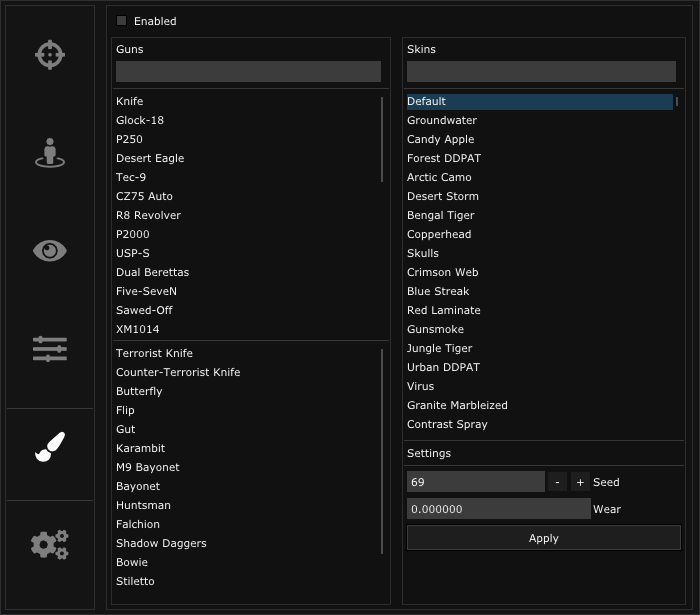 Enabled
Guns
Knife
Glock-18
P250
Desert Eagle
Tec-9
CZ75 Auto
R8 Revolver
P2000
USP-S
Dual Berettas
Five-SeveN
Sawed-Off
XM1014
Terrorist Knife
Counter-Terrorist Knife
Butterfly
Flip
Gut
Karambit
M9 Bayonet
Bayonet
Huntsman
Falchion
Shadow Daggers
Bowie
Stiletto
Skins
Default
Groundwater
Candy Apple
Forest DDPAT
Arctic Camo
Desert Storm
Bengal Tiger
Copperhead
Skulls
Crimson Web
Blue Streak
Red Laminate
Gunsmoke
Jungle Tiger
Urban DDPAT
Virus
Granite Marbleized
Contrast Spray
Settings
69 - + Seed
0.000000 Wear
Apply